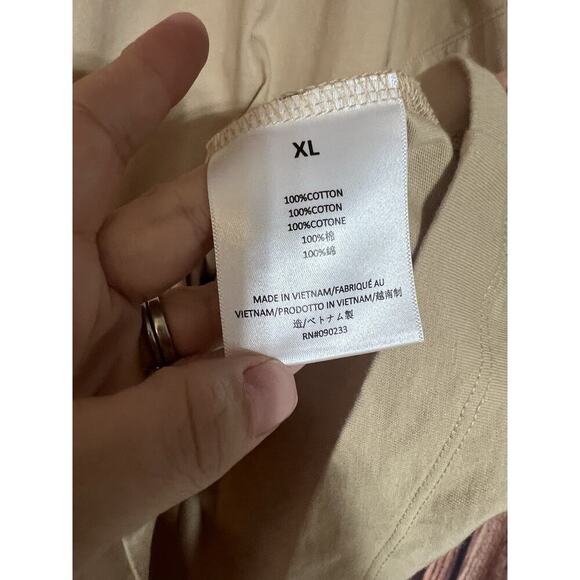 XL
100%COTTON
100%COTON
100%COTONE
100%棉
100%綿
MADE IN VIETNAM/FABRIQUÉ AU
VIETNAM/PRODOTTO IN VIETNAM/越南制
造/ベトナム製
RN#090233